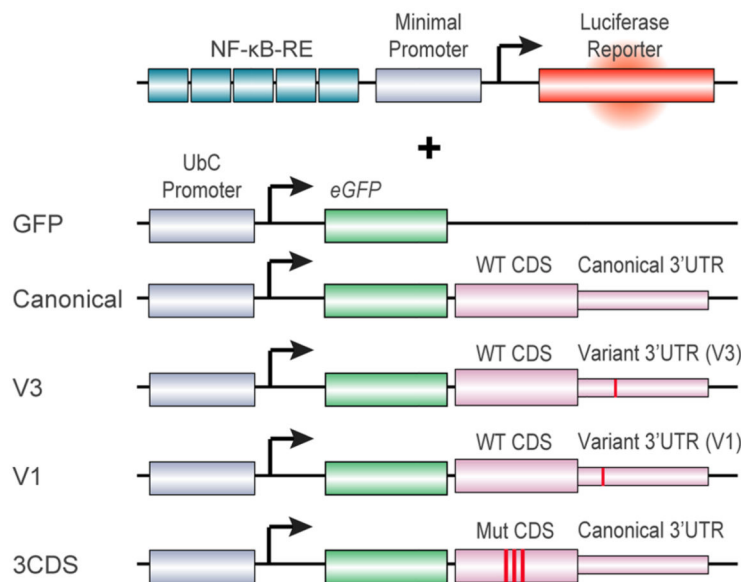 NF-κB-RE
Minimal
Promoter
Luciferase
Reporter
+
UbC
Promoter
eGFP
GFP
WT CDS
Canonical 3'UTR
Canonical
WT CDS
Variant 3'UTR (V3)
V3
WT CDS
Variant 3'UTR (V1)
V1
Mut CDS
Canonical 3'UTR
3CDS